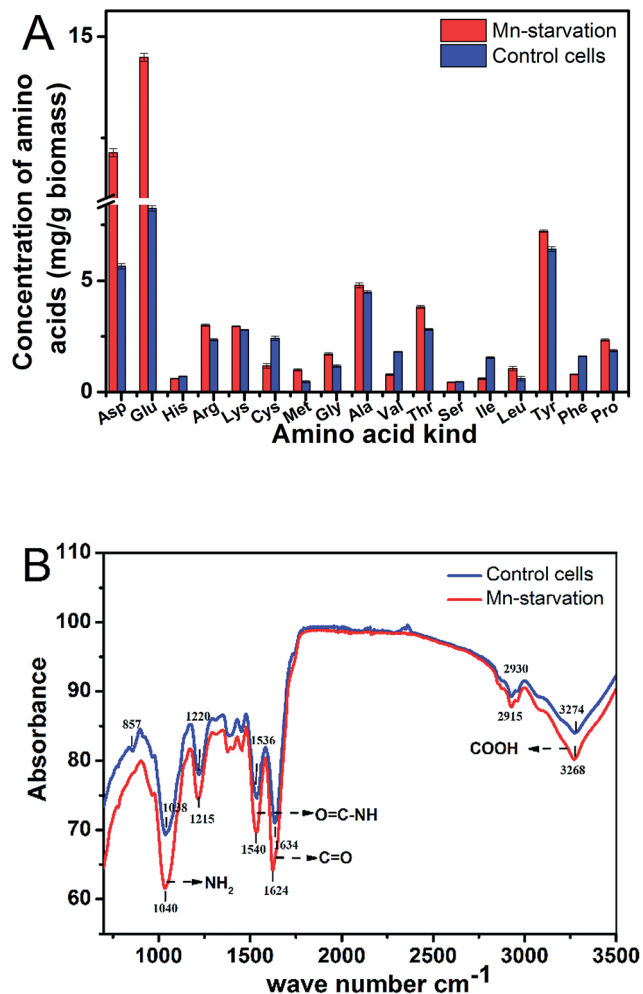 A
Mn-starvation
Control cells
Concentration of amino
acids (mg/g biomass)
15
5
0
Asp Glu His Arg Lys Cys Met Gly Ala Val Thr Ser Ile Leu Tyr Phe Pro
Amino acid kind
B
Control cells
Mn-starvation
Absorbance
110
100
90
80
70
60
857
1220
1038
1215
1536
1540
1634
1624
1040
2930
2915
3274
3268
COOH
O=C-NH
C=O
NH2
1000 1500 2000 2500 3000 3500
wave number cm-1